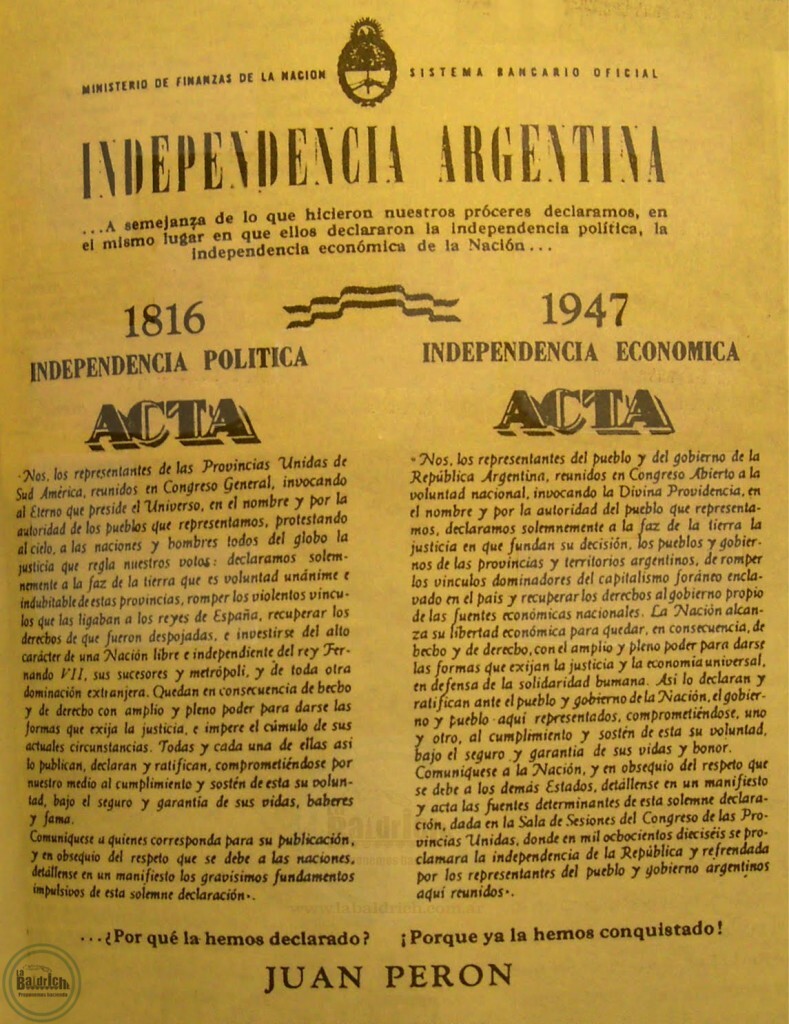 MINISTERIO DE FINANZAS DE LA NACION SISTEMA BANCARIO OFICIAL
INDEPENDENCIA ARGENTINA
...A semejanza de lo que hicieron nuestros próceres declaramos, en
el mismo lugar en que ellos declararon la independencia política, la
independencia económica de la Nación...
1816
INDEPENDENCIA POLITICA
ACTA
·Nos, los representantes de las Provincias Unidas de
Sud América, reunidos en Congreso General, invocando
al Eterno que preside el Universo, en el nombre y por la
autoridad de los pueblos que representamos, protestando
al cielo, a las naciones y hombres todos del globo la
justicia que regla nuestros votos: declaramos solem-
nemente a la faz de la tierra que es voluntad unánime e
indubitable de estas provincias, romper los violentos vincu-
los que las ligaban a los reyes de España, recuperar los
derechos de que fueron despojadas, e investirse del alto
carácter de una Nación libre e independiente del rey Fer-
nando VII, sus sucesores y metrópoli, y de toda otra
dominación extranjera. Quedan en consecuencia de hecho
y de derecho con amplio y pleno poder para darse las
formas que exija la justicia, e impere el cúmulo de sus
actuales circunstancias. Todas y cada una de ellas así
lo publican, declaran y ratifican, comprometiéndose por
nuestro medio al cumplimiento y sostén de esta su volun-
tad, bajo el seguro y garantia de sus vidas, haberes
y fama.
Comuníquese a quienes corresponda para su publicación,
y en obsequio del respeto que se debe a las naciones,
detállense en un manifiesto los gravísimos fundamentos
impulsivos de esta solemne declaración·.
1947
INDEPENDENCIA ECONOMICA
ACTA
·Nos, los representantes del pueblo y del gobierno de la
República Argentina, reunidos en Congreso Abierto a la
voluntad nacional, invocando la Divina Providencia, en
el nombre y por la autoridad del pueblo que representa-
mos, declaramos solemnemente a la faz de la tierra la
justicia en que fundan su decisión, los pueblos y gobier-
nos de las provincias y territorios argentinos, de romper
los vinculos dominadores del capitalismo foráneo encla-
vado en el país y recuperar los derechos al gobierno propio
de las fuentes económicas nacionales. La Nación alcan-
za su libertad económica para quedar, en consecuencia, de
hecho y de derecho, con el amplio y pleno poder para darse
las formas que exijan la justicia y la economía universal,
en defensa de la solidaridad humana. Así lo declaran y
ratifican ante el pueblo y gobierno de la Nación, el gobier-
no y pueblo aquí representados, comprometiéndose, uno
y otro, al cumplimiento y sostén de esta su voluntad,
bajo el seguro y garantia de sus vidas y honor.
Comuníquese a la Nación, y en obsequio del respeto que
se debe a los demás Estados, detállense en un manifiesto
y acta las fuentes determinantes de esta solemne declara-
ción, dada en la Sala de Sesiones del Congreso de las Pro-
vincias Unidas, donde en mil ochocientos dieciséis se pro-
clamara la independencia de la República y refrendada
por los representantes del pueblo y gobierno argentinos
aquí reunidos·.
...¿Por qué la hemos declarado? ¡Porque ya la hemos conquistado!
JUAN PERON
La Baldrich
www.labaldrich.com.ar